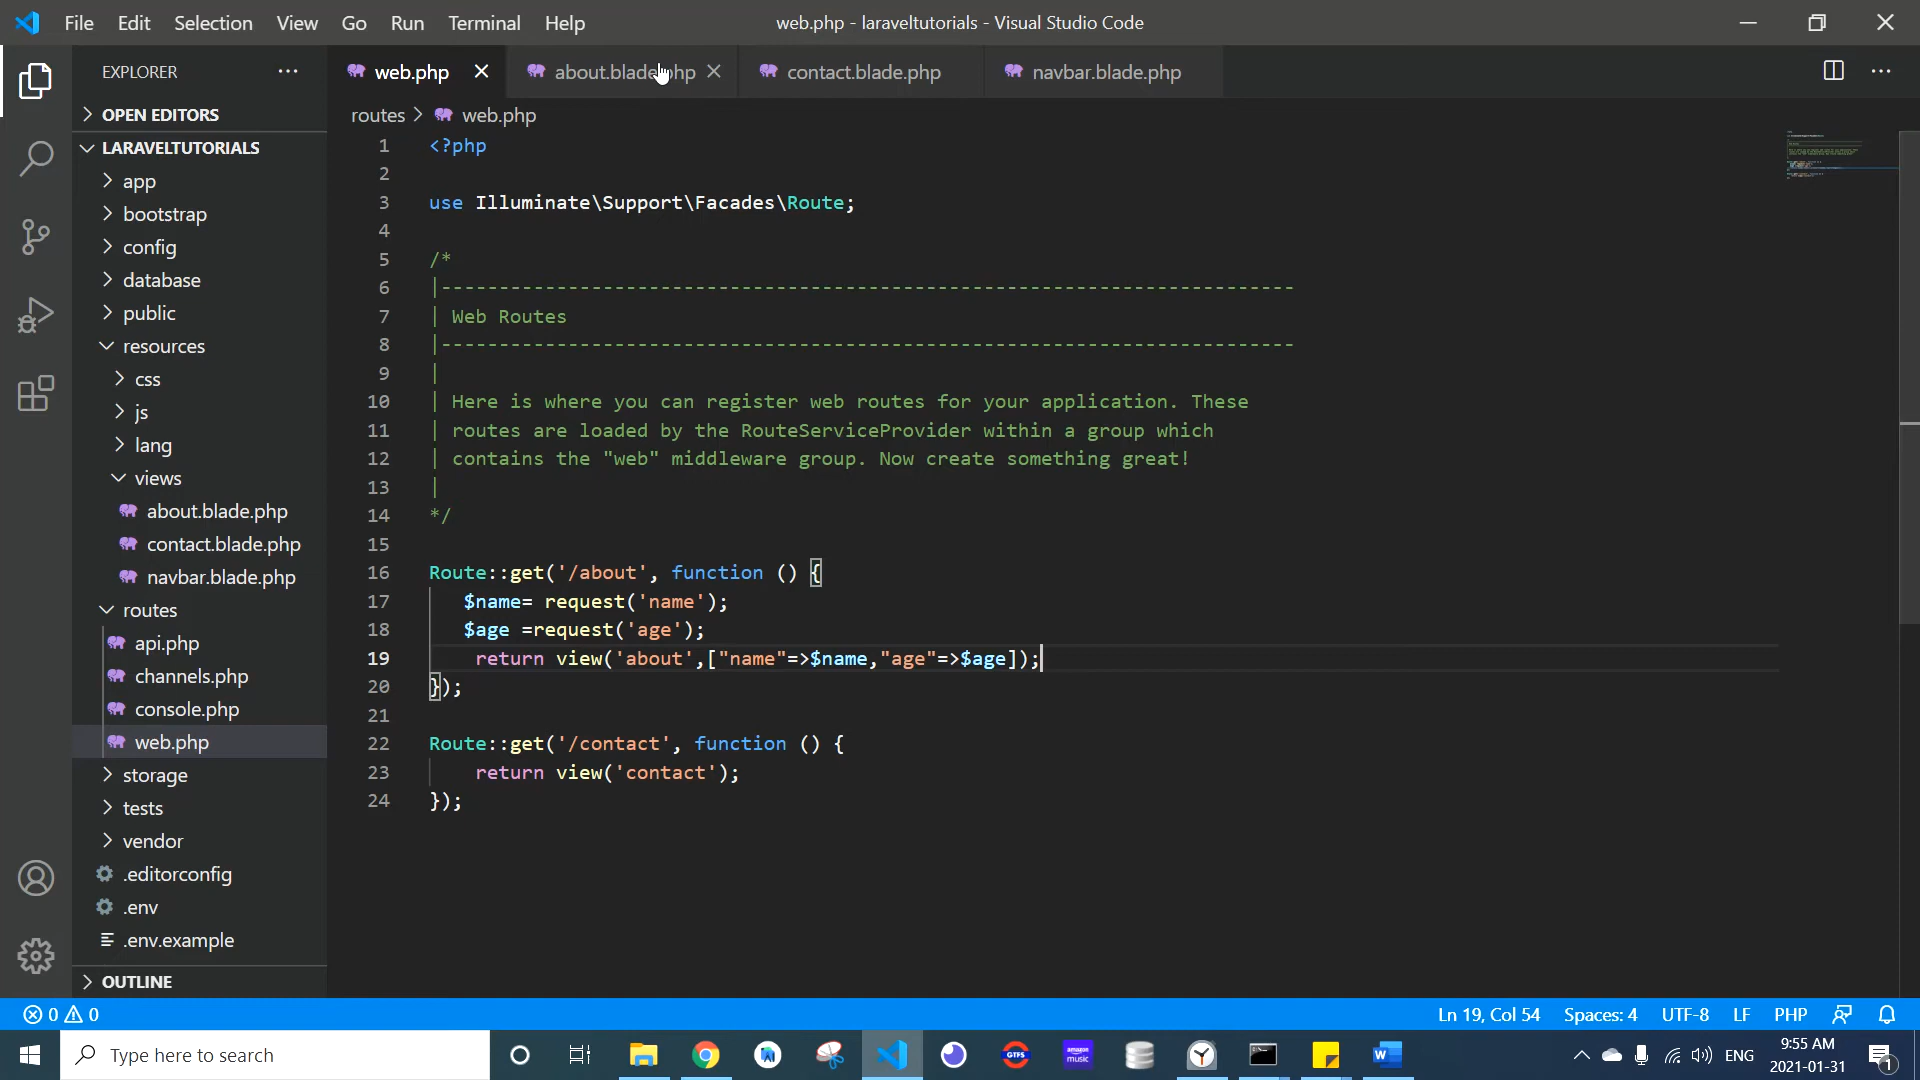 File Edit Selection View Go Run Terminal Help web.php - laraveltutorials - Visual Studio Code
EXPLORER
web.php about.blade.php contact.blade.php navbar.blade.php
OPEN EDITORS
routes > web.php
LARAVELTUTORIALS
app
bootstrap
config
database
public
resources
css
js
lang
views
about.blade.php
contact.blade.php
navbar.blade.php
routes
api.php
channels.php
console.php
web.php
storage
tests
vendor
.editorconfig
.env
.env.example
OUTLINE
1 <?php
2
3 use Illuminate\Support\Facades\Route;
4
5 /*
6 |--------------------------------------------------------------------------
7 | Web Routes
8 |--------------------------------------------------------------------------
9 |
10 | Here is where you can register web routes for your application. These
11 | routes are loaded by the RouteServiceProvider within a group which
12 | contains the "web" middleware group. Now create something great!
13 |
14 */
15
16 Route::get('/about', function () {
17 $name= request('name');
18 $age =request('age');
19 return view('about',["name"=>$name,"age"=>$age]);
20 });
21
22 Route::get('/contact', function () {
23 return view('contact');
24 });
0 0 Ln 19, Col 54 Spaces: 4 UTF-8 LF PHP
Type here to search
GTFS
amazon music
ENG
9:55 AM
2021-01-31
1